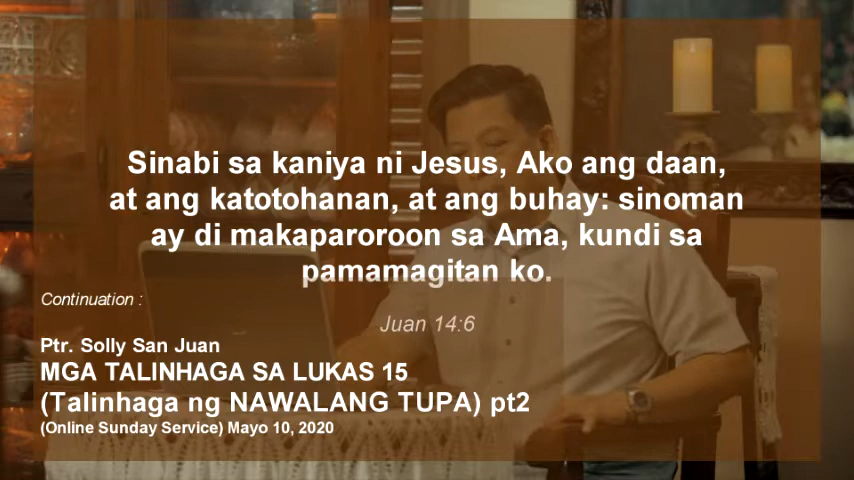 Sinabi sa kaniya ni Jesus, Ako ang daan,
at ang katotohanan, at ang buhay: sinoman
ay di makaparoroon sa Ama, kundi sa
pamamagitan ko.
Continuation :
Juan 14:6
Ptr. Solly San Juan
MGA TALINHAGA SA LUKAS 15
(Talinhaga ng NAWALANG TUPA) pt2
(Online Sunday Service) Mayo 10, 2020